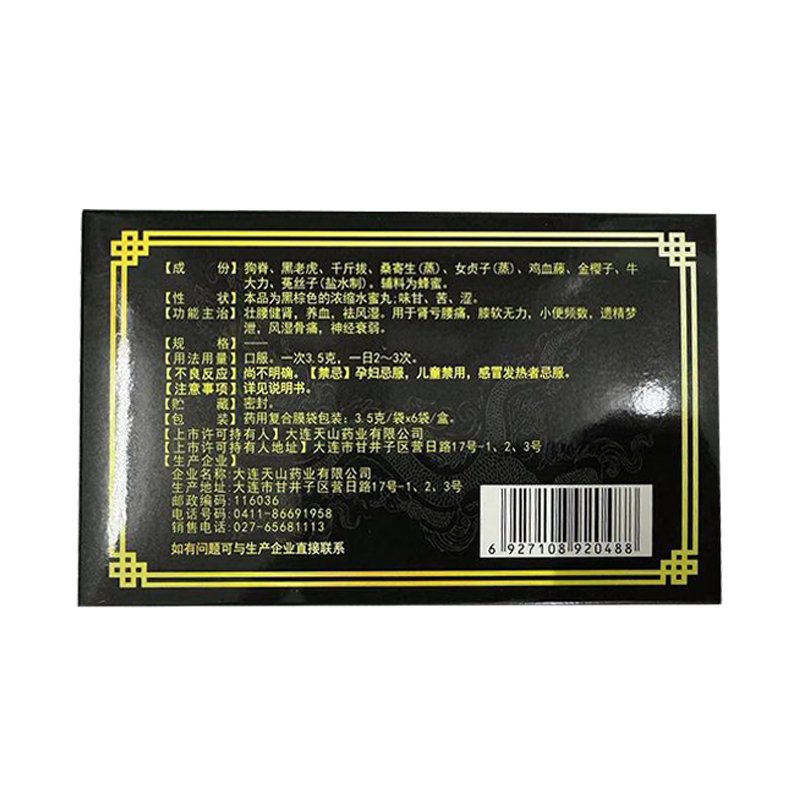 【成　份】狗脊、黑老虎、千斤拔、桑寄生(蒸)、女贞子(蒸)、鸡血藤、金樱子、牛
大力、菟丝子(盐水制)。辅料为蜂蜜。
【性　状】本品为黑棕色的浓缩水蜜丸;味甘、苦、涩。
【功能主治】壮腰健肾，养血，祛风湿。用于肾亏腰痛，膝软无力，小便频数，遗精梦
泄，风湿骨痛，神经衰弱。
【规　格】——
【用法用量】口服。一次3.5克，一日2～3次。
【不良反应】尚不明确。【禁忌】孕妇忌服，儿童禁用，感冒发热者忌服。
【注意事项】详见说明书。
【贮　藏】密封。
【包　装】药用复合膜袋包装；3.5克/袋x6袋/盒。
【上市许可持有人】大连天山药业有限公司
【上市许可持有人地址】大连市甘井子区营日路17号-1、2、3号
【生产企业】
企业名称:大连天山药业有限公司
生产地址:大连市甘井子区营日路17号-1、2、3号
邮政编码:116036
电话号码:0411-86691958
销售电话:027-65681113
如有问题可与生产企业直接联系
6 927108 920488